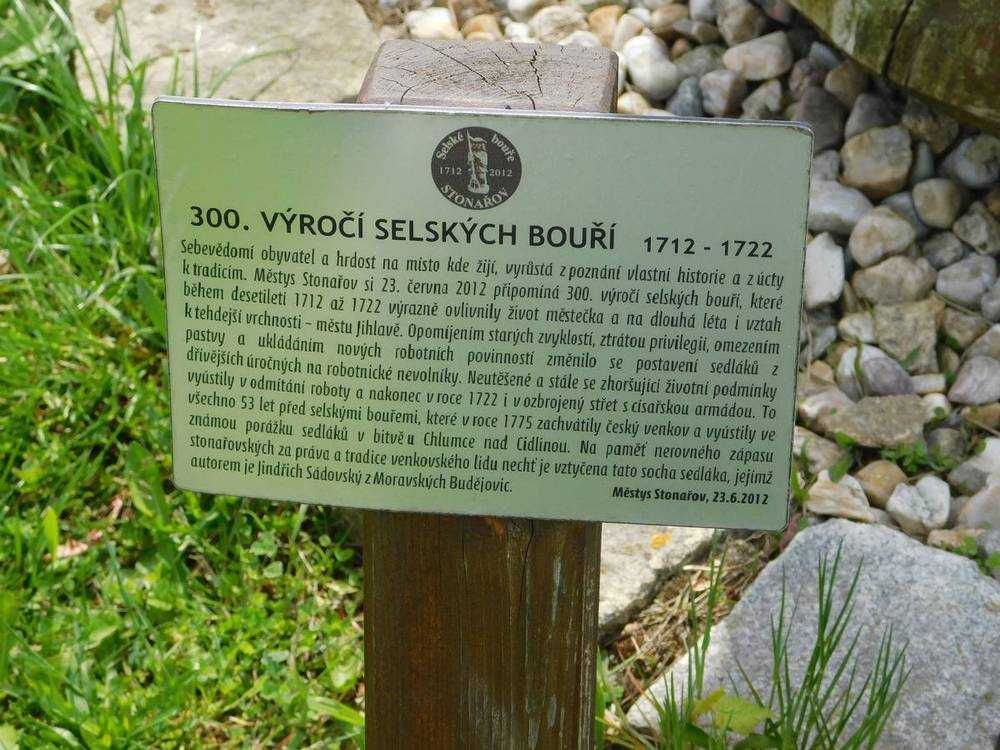 Selské bouře
1712 2012
STONAŘOV
300. VÝROČÍ SELSKÝCH BOUŘÍ 1712 - 1722
Sebevědomí obyvatel a hrdost na místo kde žijí, vyrůstá z poznání vlastní historie a z úcty
k tradicím. Městys Stonařov si 23. června 2012 připomíná 300. výročí selských bouří, které
během desetiletí 1712 až 1722 výrazně ovlivnily život městečka a na dlouhá léta i vztah
k tehdejší vrchnosti - městu Jihlavě. Opomíjením starých zvyklostí, ztrátou privilegií, omezením
pastvy a ukládáním nových robotních povinností změnilo se postavení sedláků z
dřívějších úročných na robotnické nevolníky. Neutěšené a stále se zhoršující životní podmínky
vyústily v odmítání roboty a nakonec v roce 1722 i v ozbrojený střet s císařskou armádou. To
všechno 53 let před selskými bouřemi, které v roce 1775 zachvátily český venkov a vyústily ve
známou porážku sedláků v bitvě u Chlumce nad Cidlinou. Na paměť nerovného zápasu
stonařovských za práva a tradice venkovského lidu nechť je vztyčena tato socha sedláka, jejímž
autorem je Jindřich Sádovský z Moravských Budějovic.
Městys Stonařov, 23.6.2012